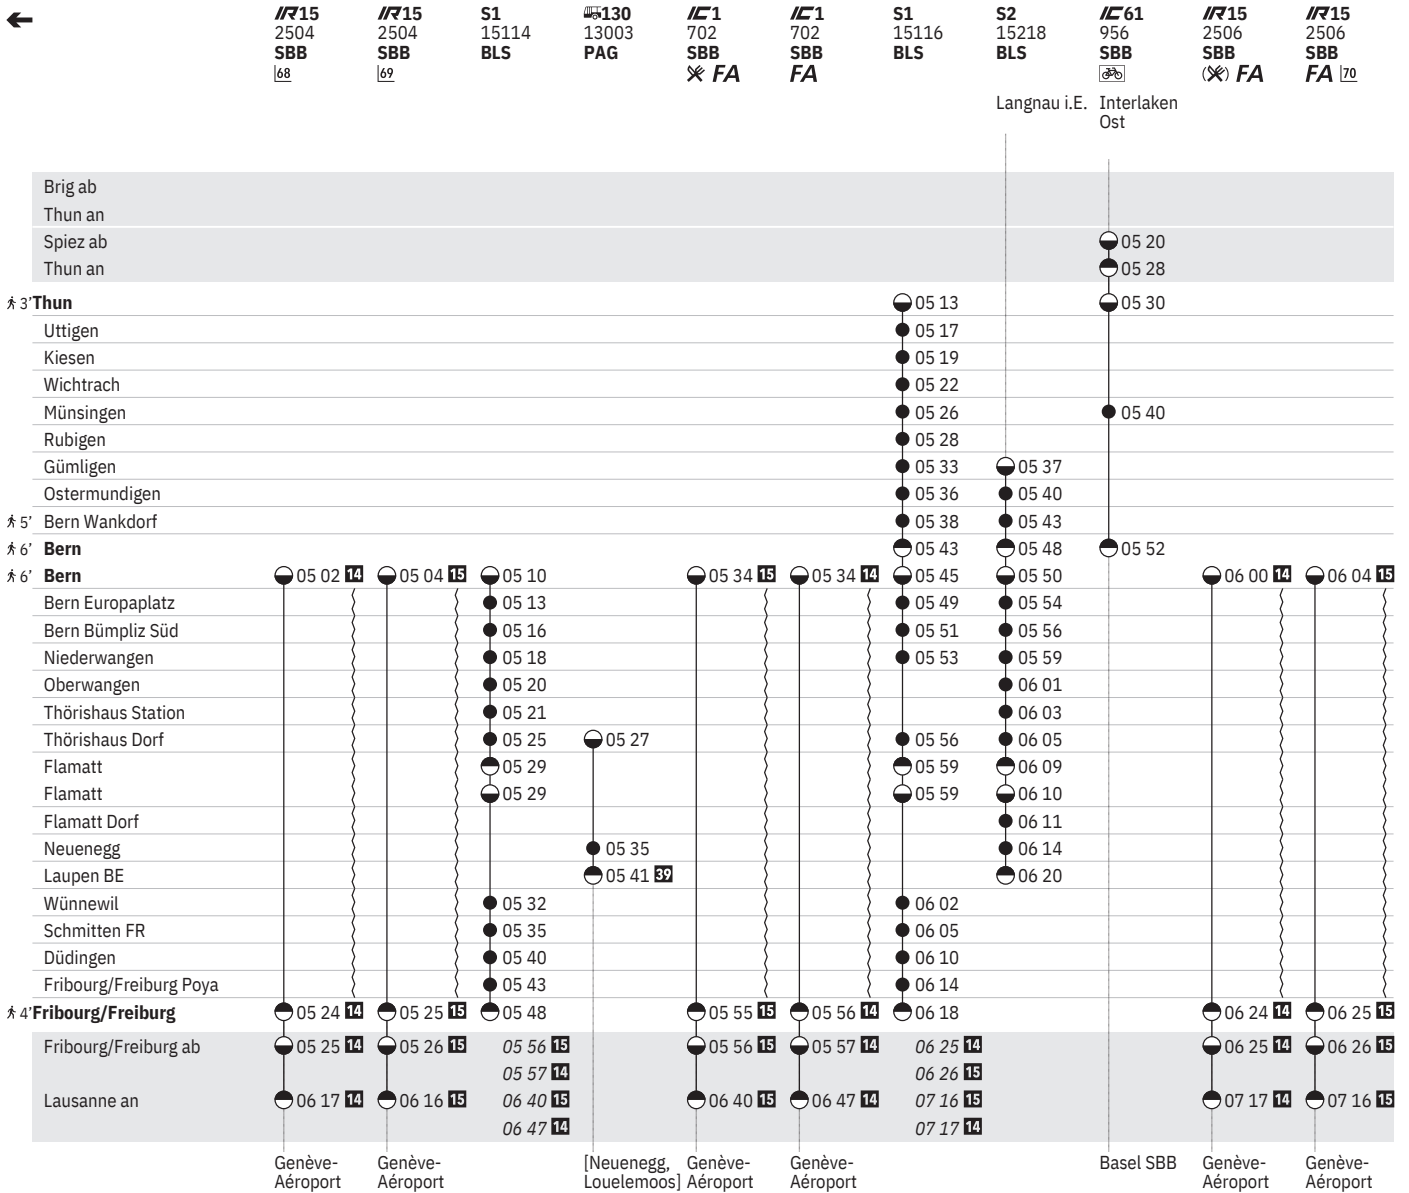 IR15 IR15 S1 130 IC1 IC1 S1 S2 IC61 IR15 IR15
2504 2504 15114 13003 702 702 15116 15218 956 2506 2506
SBB SBB BLS PAG SBB SBB BLS BLS SBB SBB SBB
68 69 FA FA ( ) FA FA 70
Langnau i.E. Interlaken
Ost
Brig ab
Thun an
Spiez ab 05 20
Thun an 05 28
3' Thun 05 13 05 30
Uttigen 05 17
Kiesen 05 19
Wichtrach 05 22
Münsingen 05 26 05 40
Rubigen 05 28
Gümligen 05 33 05 37
Ostermundigen 05 36 05 40
5' Bern Wankdorf 05 38 05 43
6' Bern 05 43 05 48 05 52
6' Bern 05 02 14 05 04 15 05 10 05 34 15 05 34 14 05 45 05 50 06 00 14 06 04 15
Bern Europaplatz 05 13 05 49 05 54
Bern Bümpliz Süd 05 16 05 51 05 56
Niederwangen 05 18 05 53 05 59
Oberwangen 05 20 06 01
Thörishaus Station 05 21 06 03
Thörishaus Dorf 05 25 05 27 05 56 06 05
Flamatt 05 29 05 59 06 09
Flamatt 05 29 05 59 06 10
Flamatt Dorf 06 11
Neuenegg 05 35 06 14
Laupen BE 05 41 39 06 20
Wünnewil 05 32 06 02
Schmitten FR 05 35 06 05
Düdingen 05 40 06 10
Fribourg/Freiburg Poya 05 43 06 14
4' Fribourg/Freiburg 05 24 14 05 25 15 05 48 05 55 15 05 56 14 06 18 06 24 14 06 25 15
Fribourg/Freiburg ab 05 25 14 05 26 15 05 56 15 05 56 15 05 57 14 06 25 14 06 25 14 06 26 15
05 57 14 06 26 15
Lausanne an 06 17 14 06 16 15 06 40 15 06 40 15 06 47 14 07 16 15 07 17 14 07 16 15
06 47 14 07 17 14
Genève- Genève- [Neuenegg, Genève- Genève- Basel SBB Genève- Genève-
Aéroport Aéroport Louelemoos] Aéroport Aéroport Aéroport Aéroport